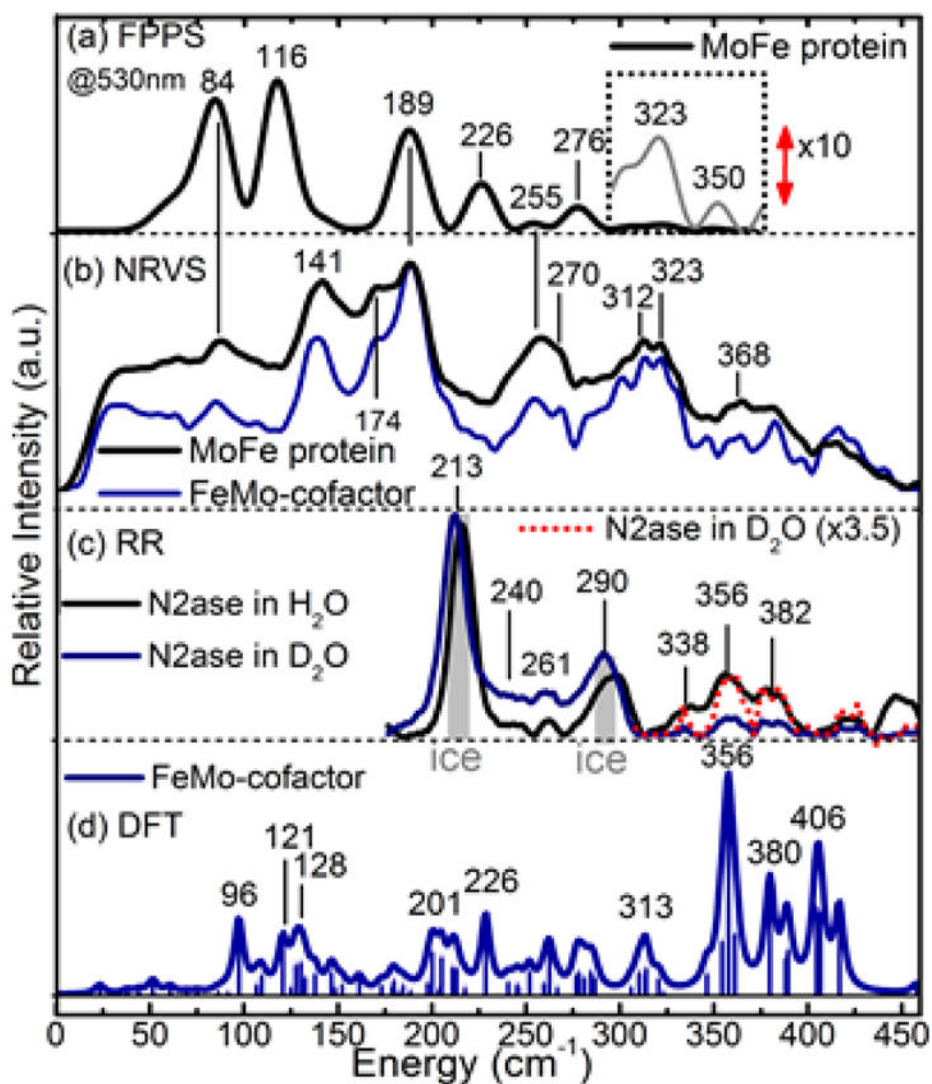 (a) FPPS
@530nm
84
116
189
226
255
276
MoFe protein
323
350
x10
(b) NRVS
141
174
270
312
323
368
MoFe protein
FeMo-cofactor
213
(c) RR
N2ase in D₂O (x3.5)
N2ase in H₂O
N2ase in D₂O
240
261
290
338
356
382
ice
ice
FeMo-cofactor
356
(d) DFT
96
121
128
201
226
313
380
406
0 50 100 150 200 250 300 350 400 450
Energy (cm⁻¹)
Relative Intensity (a.u.)